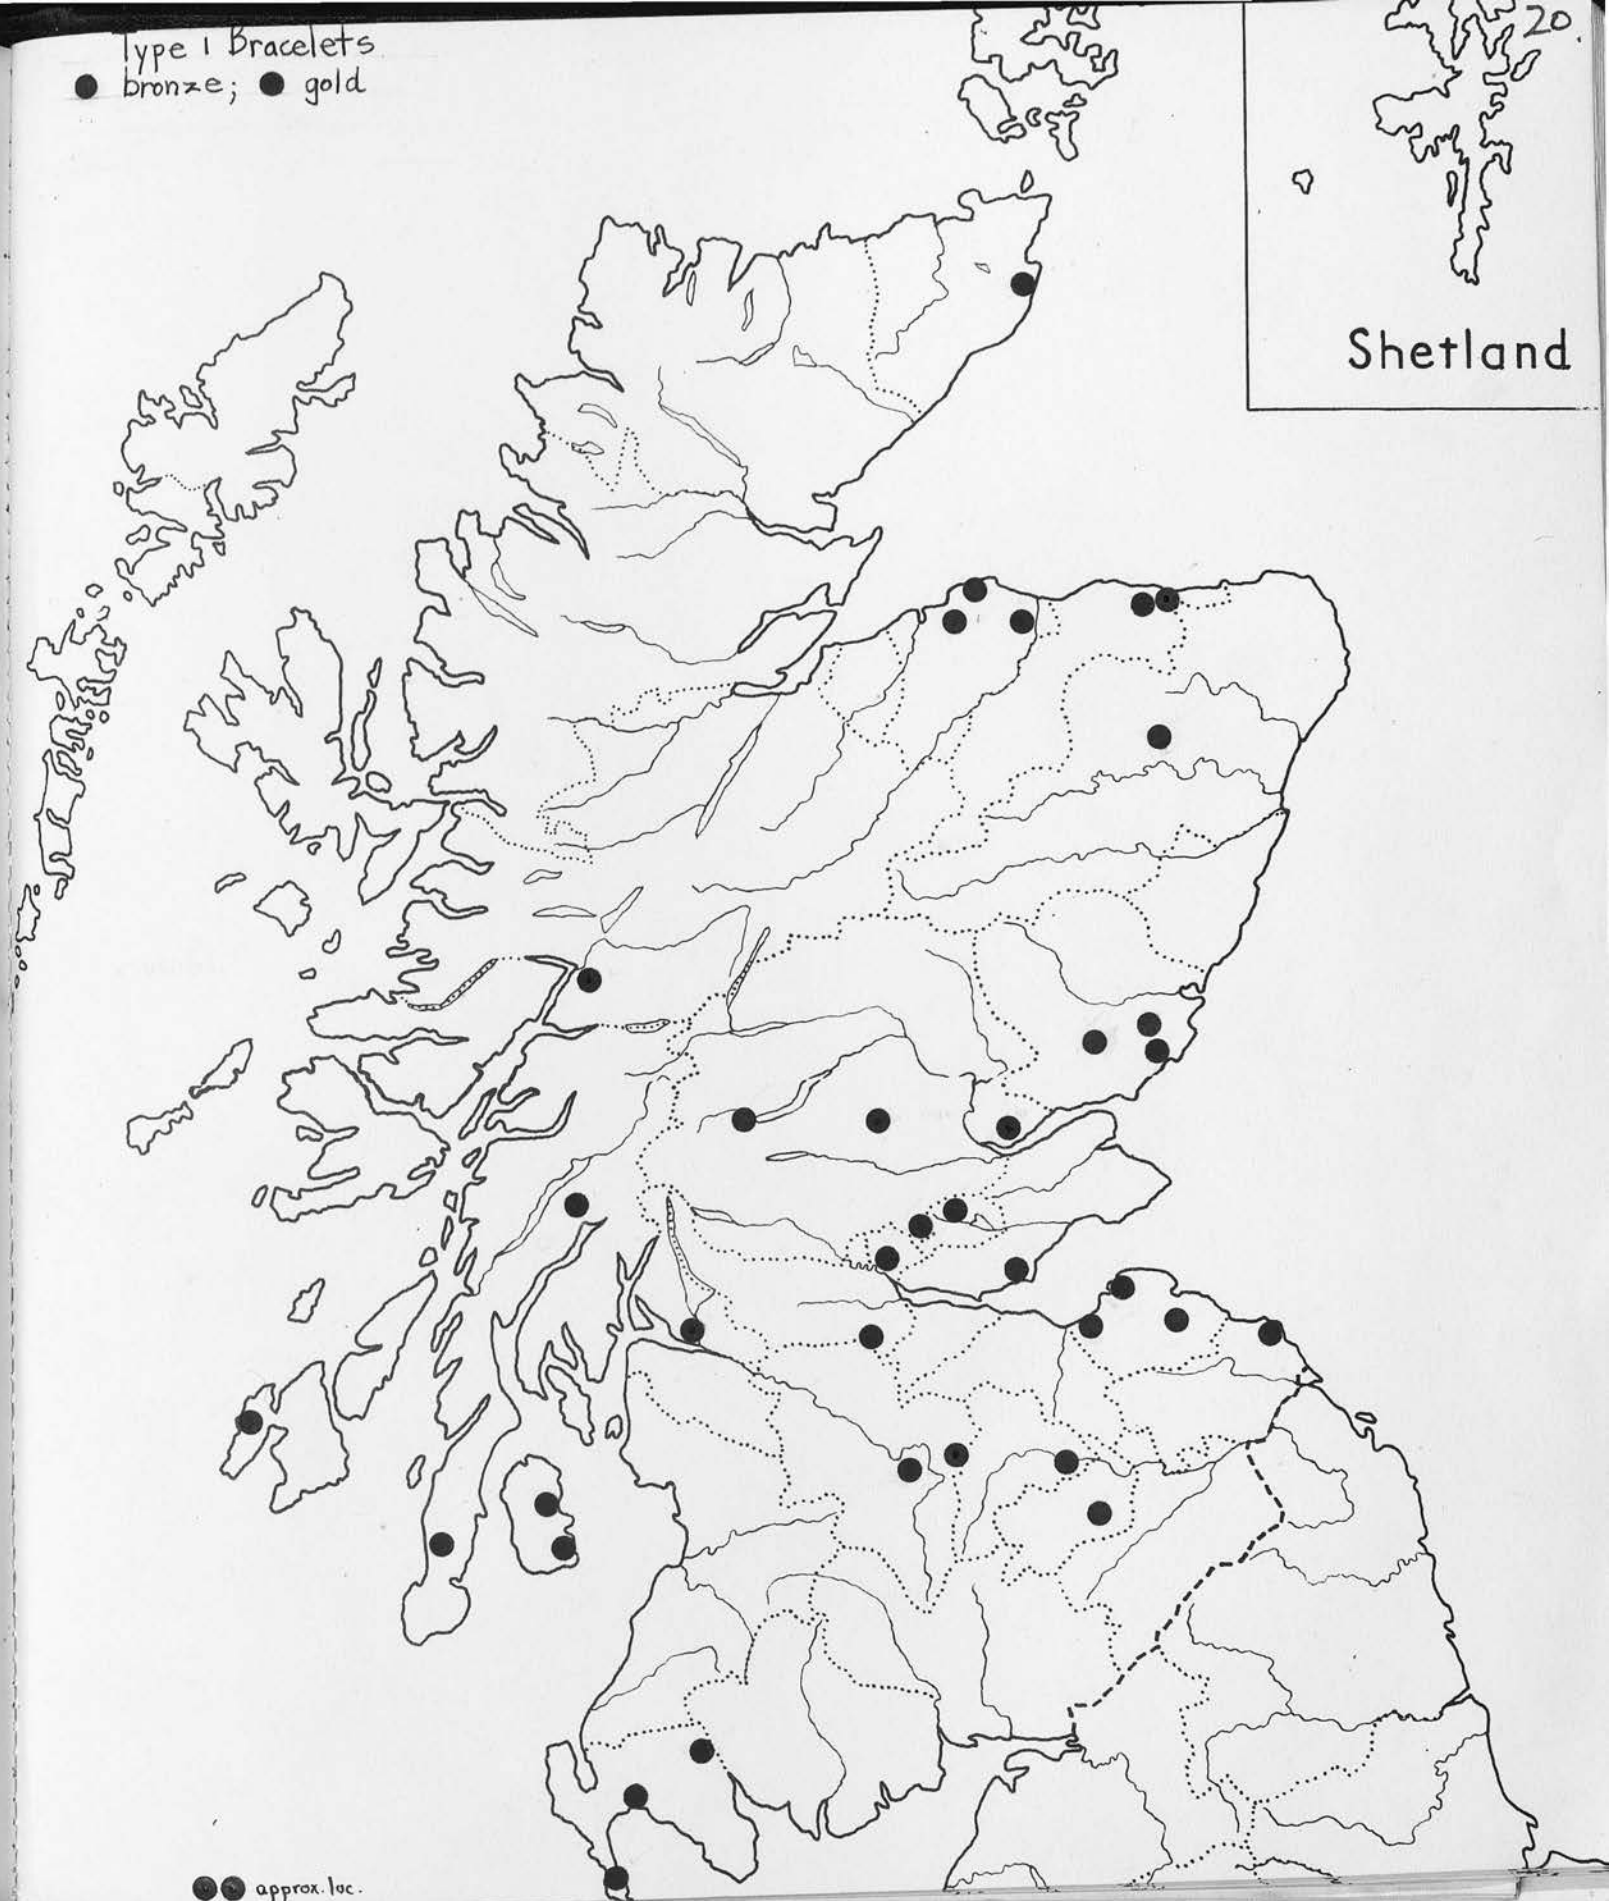 Type 1 Bracelets
bronze; gold
20.
Shetland
approx. loc.